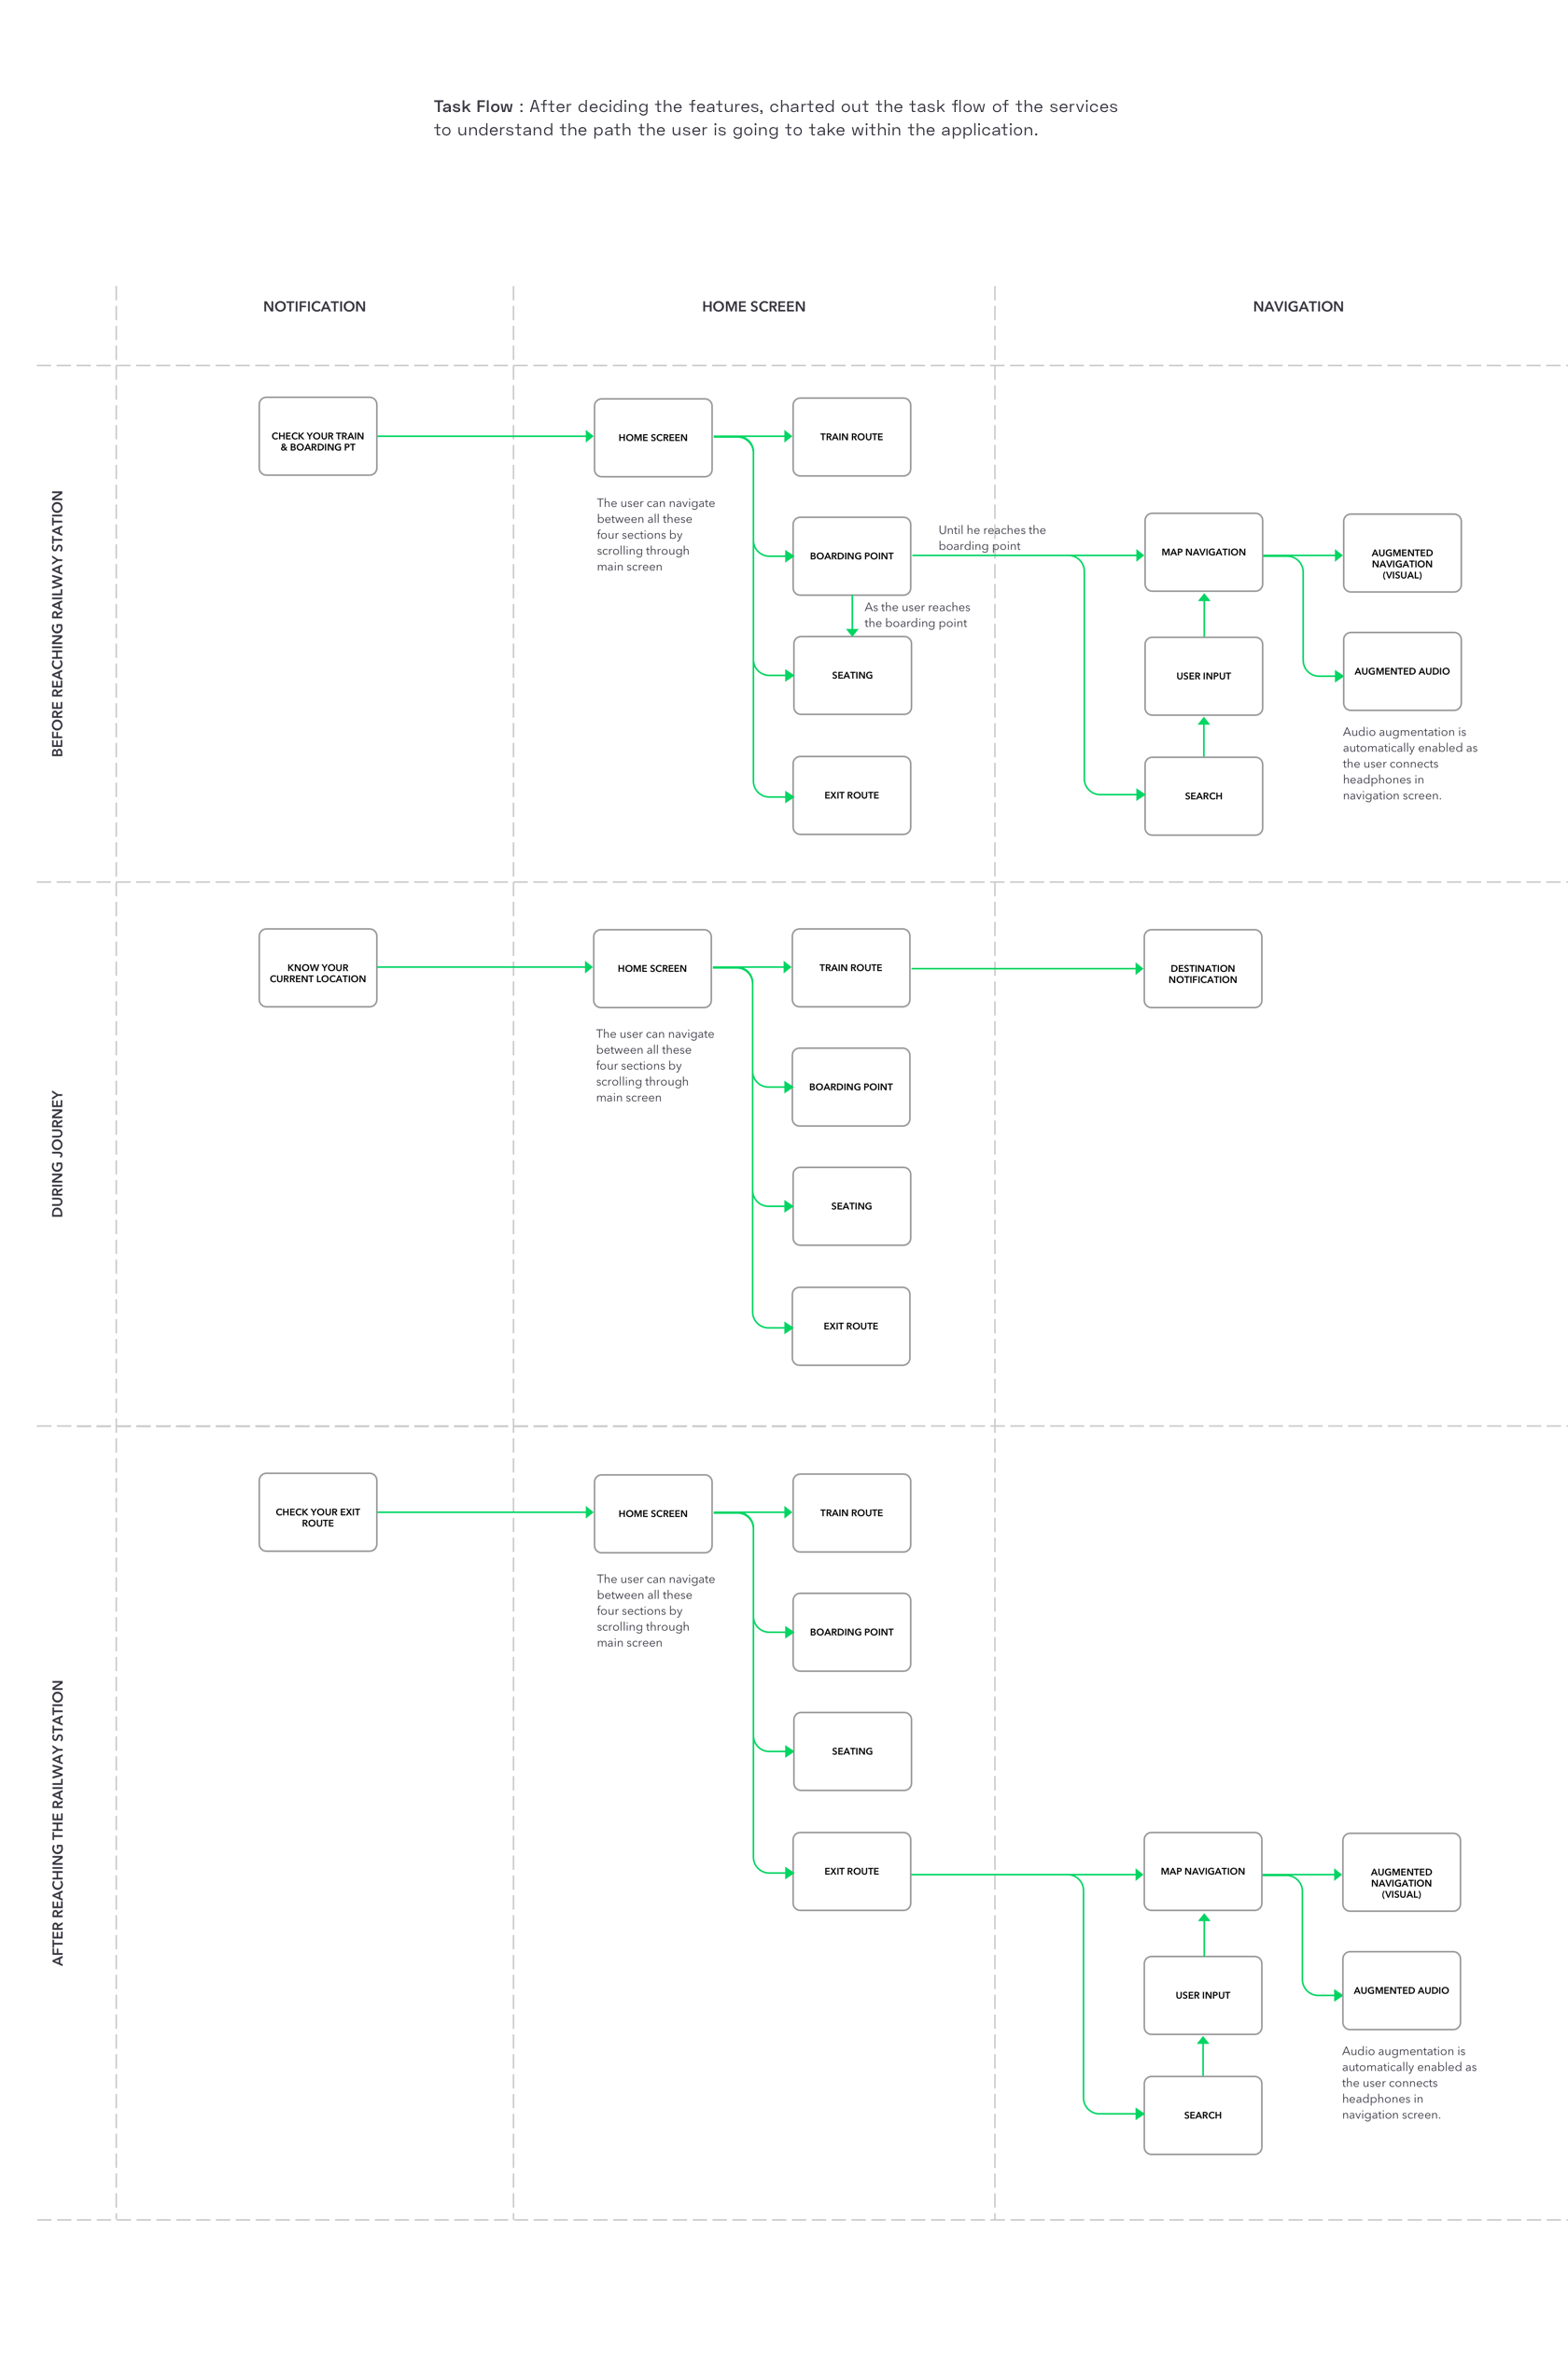 Task Flow : After deciding the features, charted out the task flow of the services
to understand the path the user is going to take within the application.
NOTIFICATION
HOME SCREEN
NAVIGATION
BEFORE REACHING RAILWAY STATION
CHECK YOUR TRAIN
& BOARDING PT
HOME SCREEN
The user can navigate
between all these
four sections by
scrolling through
main screen
TRAIN ROUTE
BOARDING POINT
Until he reaches the
boarding point
As the user reaches
the boarding point
SEATING
EXIT ROUTE
MAP NAVIGATION
USER INPUT
SEARCH
AUGMENTED
NAVIGATION
(VISUAL)
AUGMENTED AUDIO
Audio augmentation is
automatically enabled as
the user connects
headphones in
navigation screen.
DURING JOURNEY
KNOW YOUR
CURRENT LOCATION
HOME SCREEN
The user can navigate
between all these
four sections by
scrolling through
main screen
TRAIN ROUTE
BOARDING POINT
SEATING
EXIT ROUTE
DESTINATION
NOTIFICATION
AFTER REACHING THE RAILWAY STATION
CHECK YOUR EXIT
ROUTE
HOME SCREEN
The user can navigate
between all these
four sections by
scrolling through
main screen
TRAIN ROUTE
BOARDING POINT
SEATING
EXIT ROUTE
MAP NAVIGATION
USER INPUT
SEARCH
AUGMENTED
NAVIGATION
(VISUAL)
AUGMENTED AUDIO
Audio augmentation is
automatically enabled as
the user connects
headphones in
navigation screen.